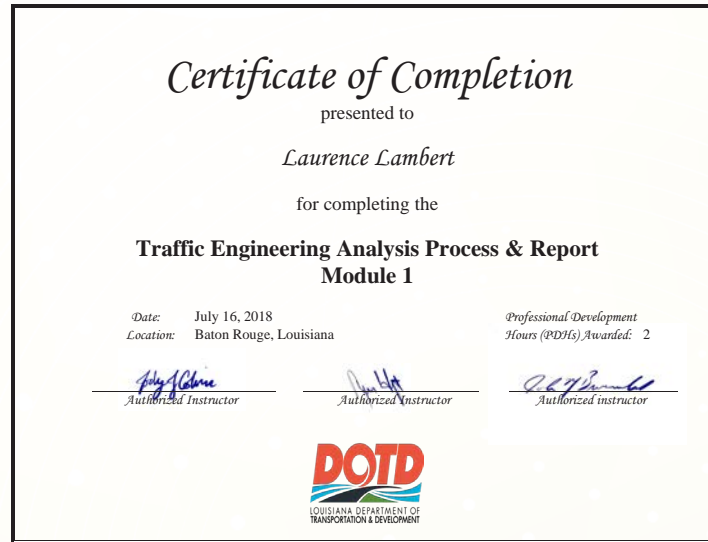 Certificate of Completion
presented to
Laurence Lambert
for completing the
Traffic Engineering Analysis Process & Report
Module 1
Date: July 16, 2018
Location: Baton Rouge, Louisiana
Professional Development
Hours (PDHs) Awarded: 2
Authorized Instructor
Authorized Instructor
Authorized instructor
DOTD
LOUISIANA DEPARTMENT OF
TRANSPORTATION & DEVELOPMENT